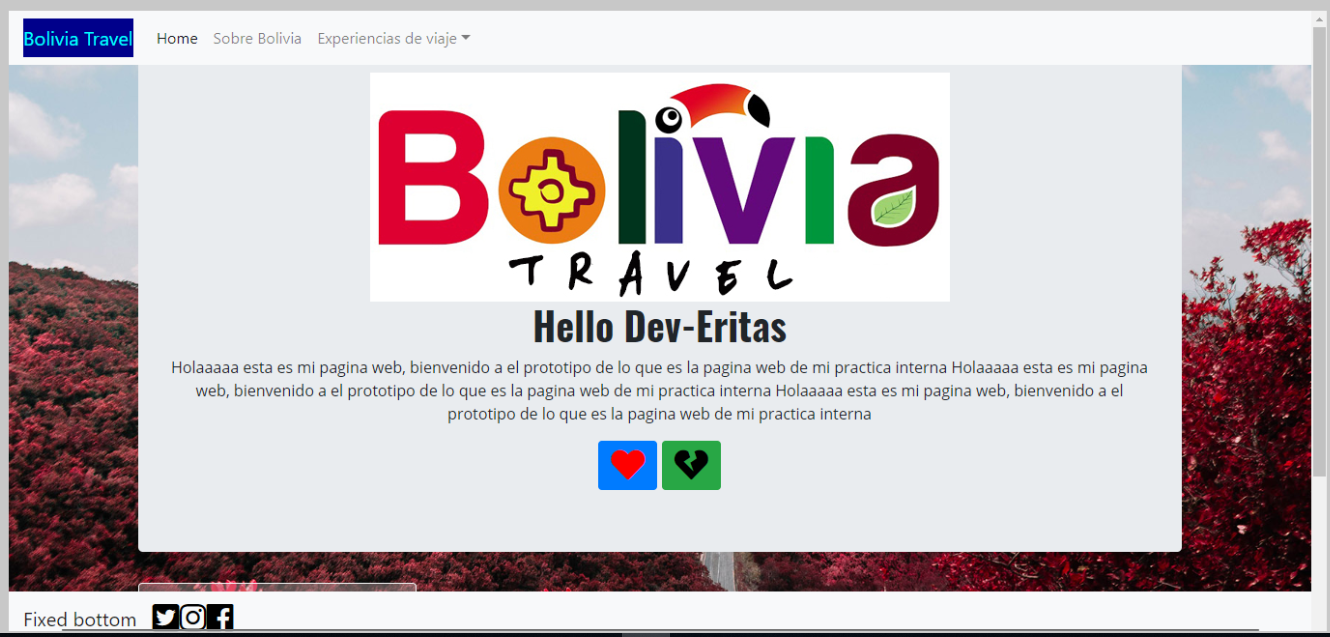 Bolivia Travel Home Sobre Bolivia Experiencias de viaje
Bolivia
TRAVEL
Hello Dev-Eritas
Holaaaaa esta es mi pagina web, bienvenido a el prototipo de lo que es la pagina web de mi practica interna Holaaaaa esta es mi pagina
web, bienvenido a el prototipo de lo que es la pagina web de mi practica interna Holaaaaa esta es mi pagina web, bienvenido a el
prototipo de lo que es la pagina web de mi practica interna
Fixed bottom